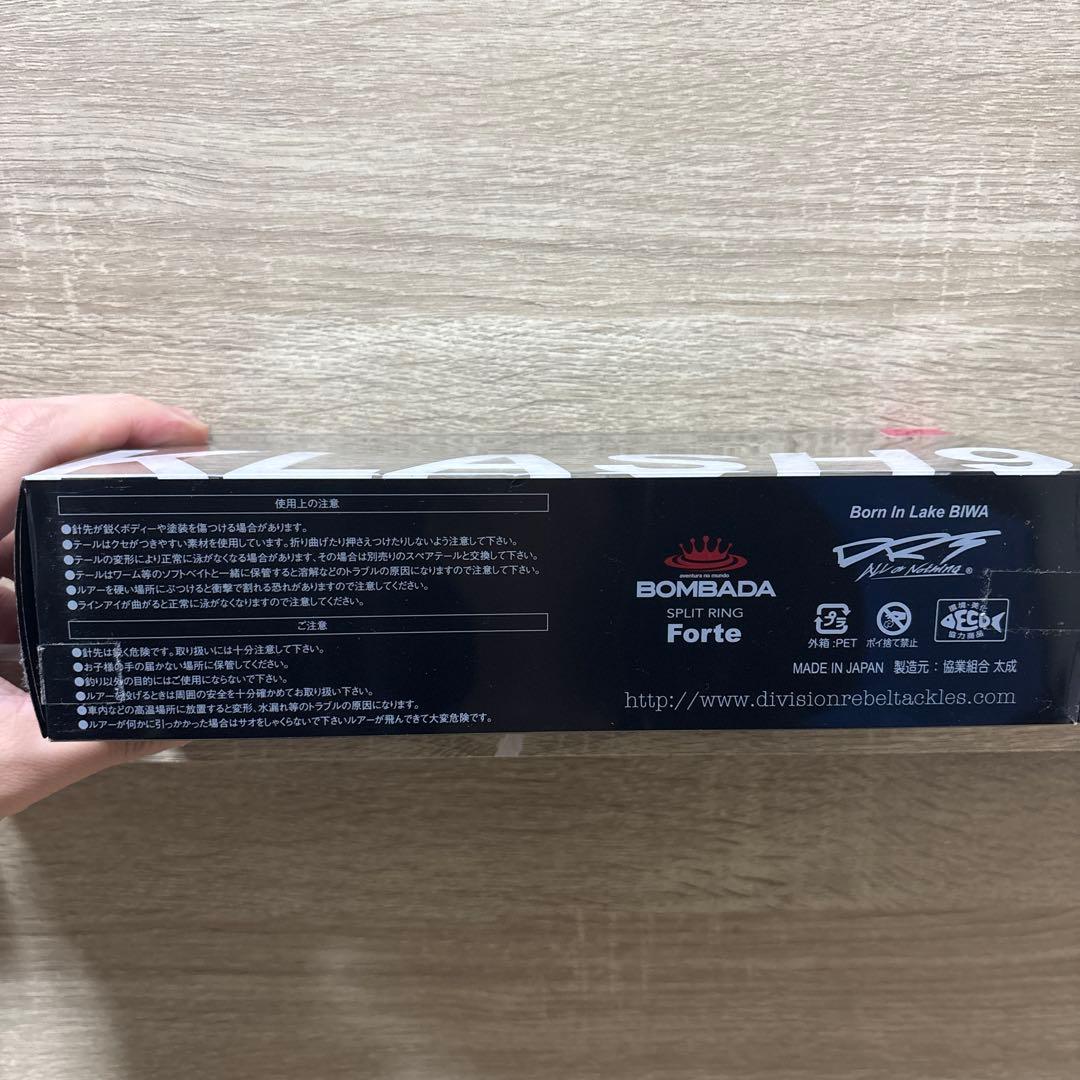 KLASH9
使用上の注意
●針先が鋭くボディーや塗装を傷つける場合があります。
●テールはクセがつきやすい素材を使用しています。折り曲げたり押さえつけたりしないよう注意して下さい。
●テールの変形により正常に泳がなくなる場合があります、その場合は別売りのスペアテールと交換して下さい。
●テールはワーム等のソフトベイトと一緒に保管すると溶解などのトラブルの原因になりますので注意して下さい。
●ルアーを硬い場所にぶつけると衝撃で割れる恐れがありますので注意してください。
●ラインアイが曲がると正常に泳がなくなりますので注意してください。
ご注意
●針先は鋭く危険です。取り扱いには十分注意して下さい。
●お子様の手の届かない場所に保管してください。
●釣り以外の目的にはご使用にならないで下さい。
●ルアーを投げるときは周囲の安全を十分確かめてお取り扱い下さい。
●車内などの高温場所に放置すると変形、水漏れ等のトラブルの原因になります。
●ルアーが何かに引っかかった場合はサオをしゃくらないで下さいルアーが飛んできて大変危険です。
aventura no mundo
BOMBADA
SPLIT RING
Forte
Born In Lake BIWA
DRT
All or Nothing®
プラ
外箱:PET
ポイ捨て禁止
環境・美化
ECO
協力商品
MADE IN JAPAN 製造元：協業組合 太成
http://www.divisionrebeltackles.com